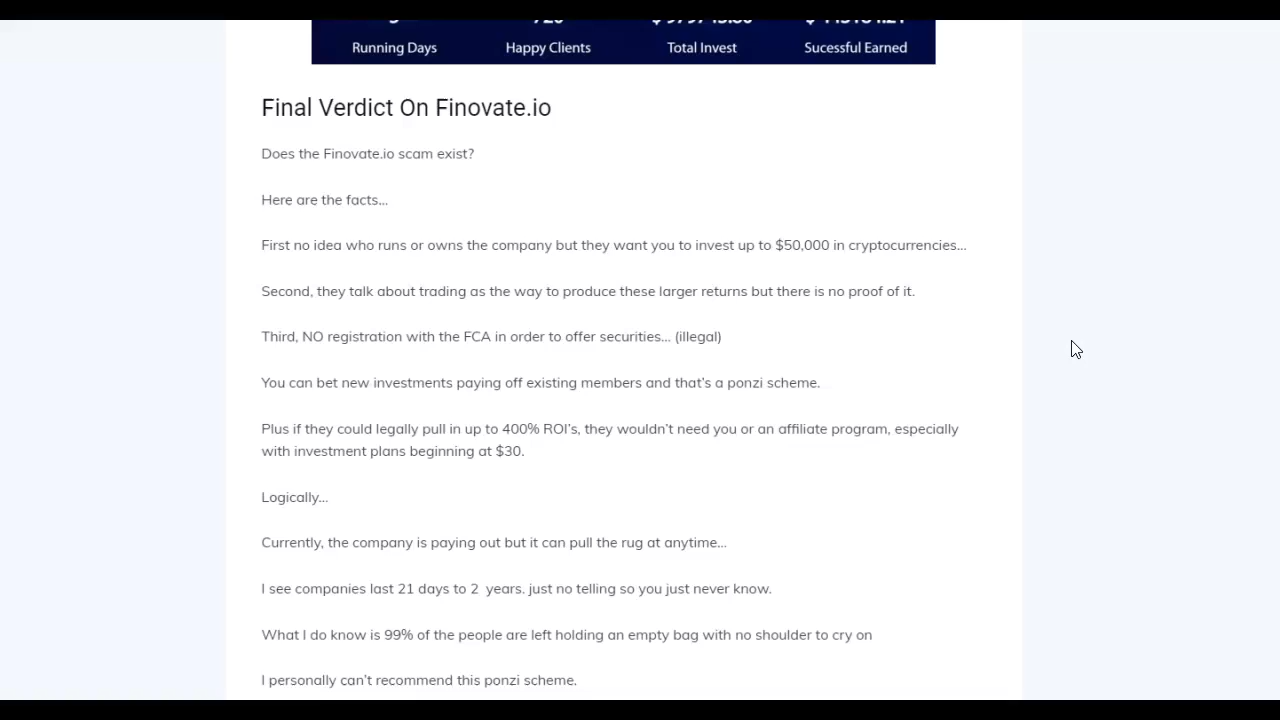 Running Days Happy Clients Total Invest Sucessful Earned
Final Verdict On Finovate.io
Does the Finovate.io scam exist?
Here are the facts...
First no idea who runs or owns the company but they want you to invest up to $50,000 in cryptocurrencies...
Second, they talk about trading as the way to produce these larger returns but there is no proof of it.
Third, NO registration with the FCA in order to offer securities... (illegal)
You can bet new investments paying off existing members and that's a ponzi scheme.
Plus if they could legally pull in up to 400% ROI's, they wouldn't need you or an affiliate program, especially
with investment plans beginning at $30.
Logically...
Currently, the company is paying out but it can pull the rug at anytime...
I see companies last 21 days to 2  years. just no telling so you just never know.
What I do know is 99% of the people are left holding an empty bag with no shoulder to cry on
I personally can't recommend this ponzi scheme.